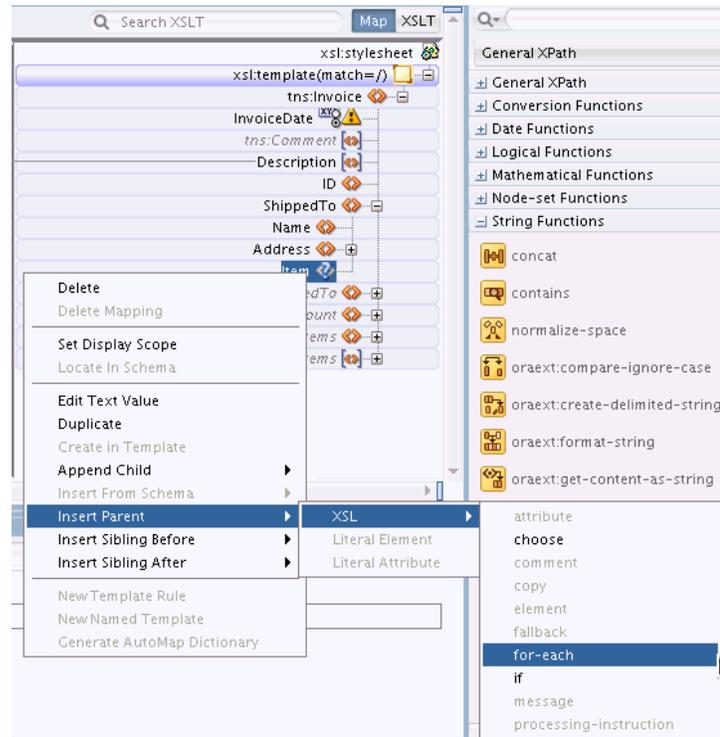 Search XSLT
Map XSLT
xsl:stylesheet
xsl:template(match=/)
tns:Invoice
InvoiceDate
tns:Comment
Description
ID
ShippedTo
Name
Address
Item
edTo
ount
ems
ems
Delete
Delete Mapping
Set Display Scope
Locate In Schema
Edit Text Value
Duplicate
Create in Template
Append Child
Insert From Schema
Insert Parent
Insert Sibling Before
Insert Sibling After
New Template Rule
New Named Template
Generate AutoMap Dictionary
XSL
Literal Element
Literal Attribute
attribute
choose
comment
copy
element
fallback
for-each
if
message
processing-instruction
General XPath
General XPath
Conversion Functions
Date Functions
Logical Functions
Mathematical Functions
Node-set Functions
String Functions
concat
contains
normalize-space
oraext:compare-ignore-case
oraext:create-delimited-string
oraext:format-string
oraext:get-content-as-string